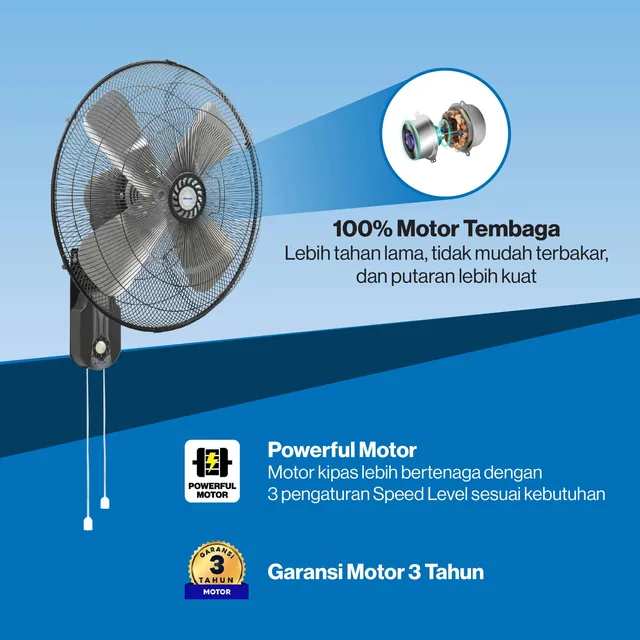 100% Motor Tembaga
Lebih tahan lama, tidak mudah terbakar,
dan putaran lebih kuat
POWERFUL
MOTOR
Powerful Motor
Motor kipas lebih bertenaga dengan
3 pengaturan Speed Level sesuai kebutuhan
GARANSI
3
TAHUN
MOTOR
Garansi Motor 3 Tahun